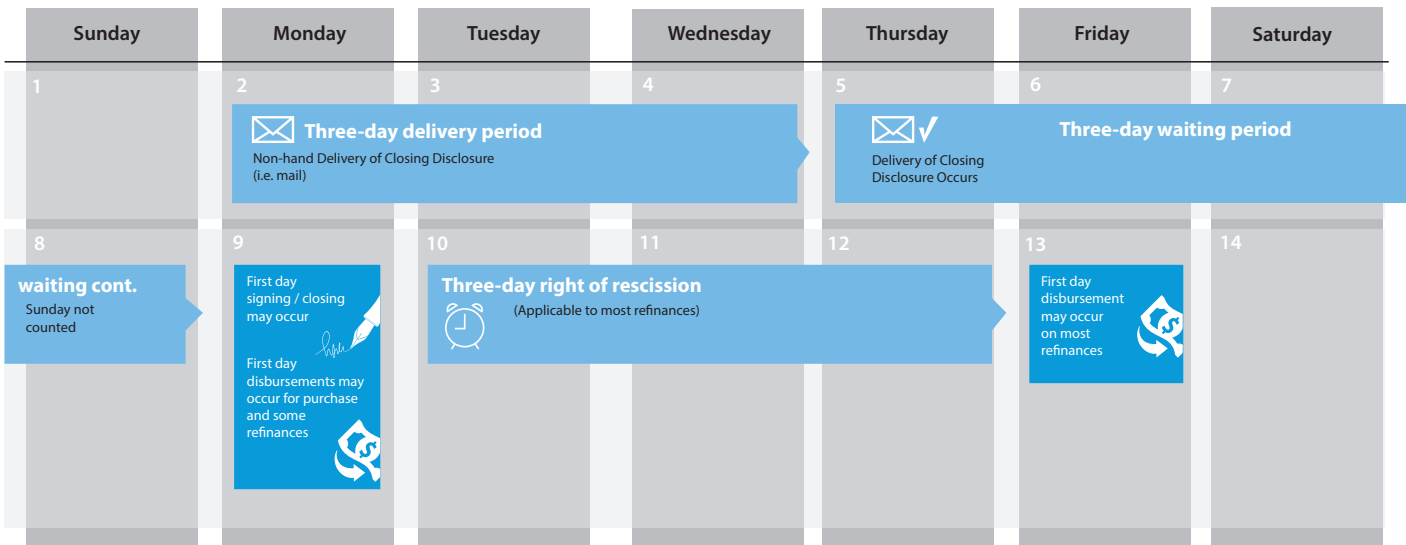 Sunday Monday Tuesday Wednesday Thursday Friday Saturday
1 2 3 4 5 6 7
Three-day delivery period
Non-hand Delivery of Closing Disclosure
(i.e. mail)
Three-day waiting period
Delivery of Closing
Disclosure Occurs
8 9 10 11 12 13 14
waiting cont.
Sunday not
counted
First day
signing / closing
may occur
First day
disbursements may
occur for purchase
and some
refinances
Three-day right of rescission
(Applicable to most refinances)
First day
disbursement
may occur
on most
refinances